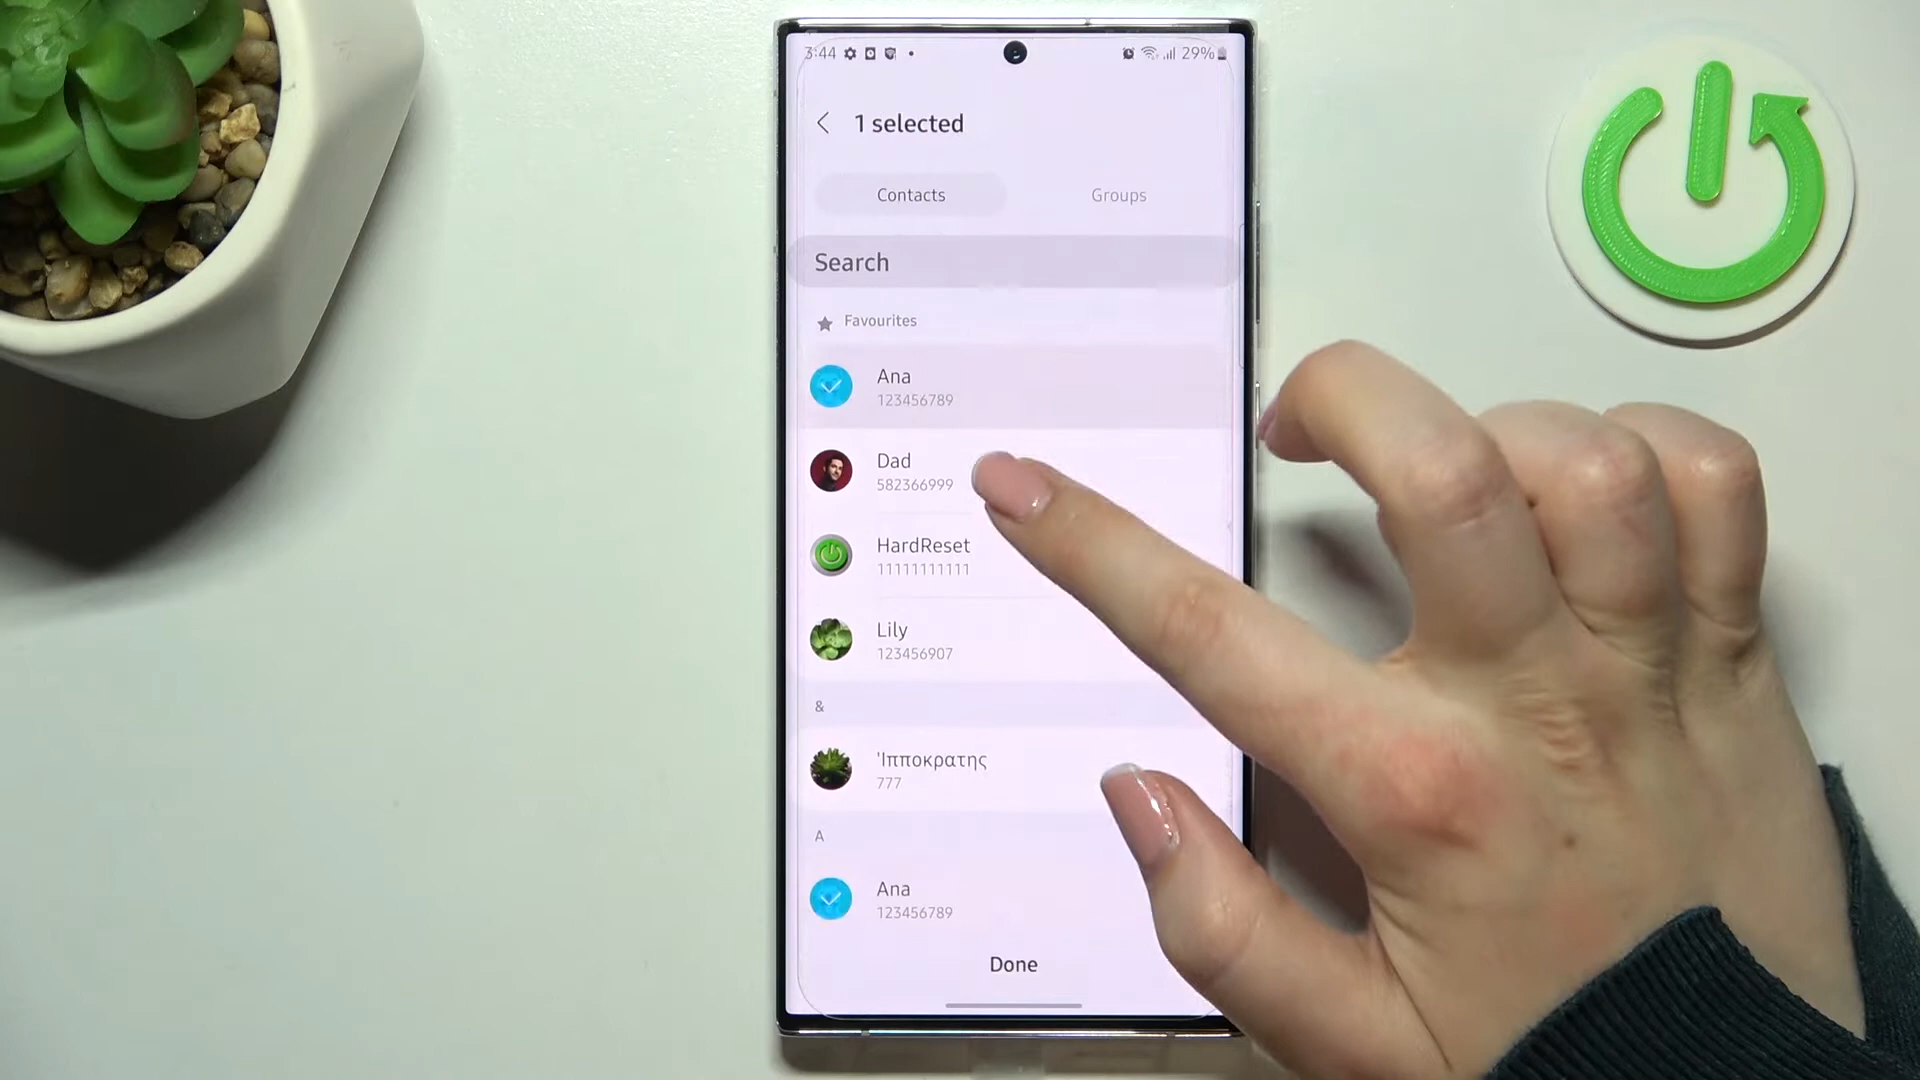 3:44 29%
1 selected
Contacts Groups
Search
Favourites
Ana
123456789
Dad
582366999
HardReset
11111111111
Lily
123456907
&
'Ιπποκρατης
777
A
Ana
123456789
Done